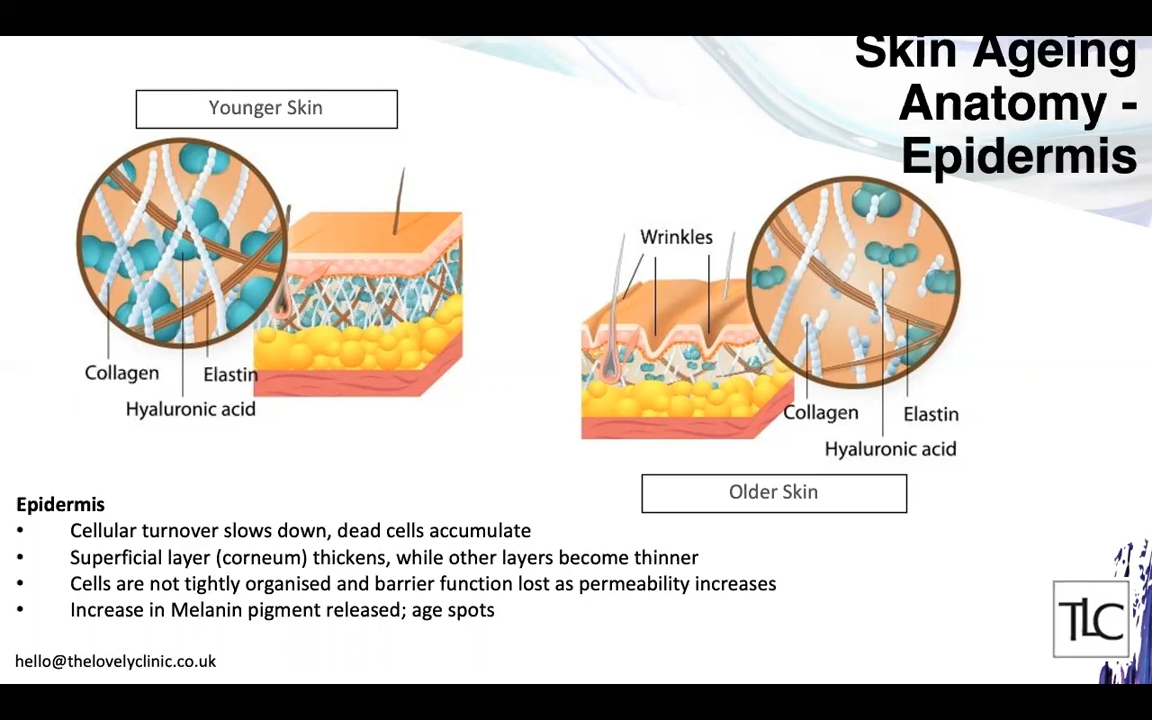 Skin Ageing
Anatomy -
Epidermis
Younger Skin
Collagen
Elastin
Hyaluronic acid
Wrinkles
Collagen
Elastin
Hyaluronic acid
Older Skin
Epidermis
• Cellular turnover slows down, dead cells accumulate
• Superficial layer (corneum) thickens, while other layers become thinner
• Cells are not tightly organised and barrier function lost as permeability increases
• Increase in Melanin pigment released; age spots
hello@thelovelyclinic.co.uk
TLC